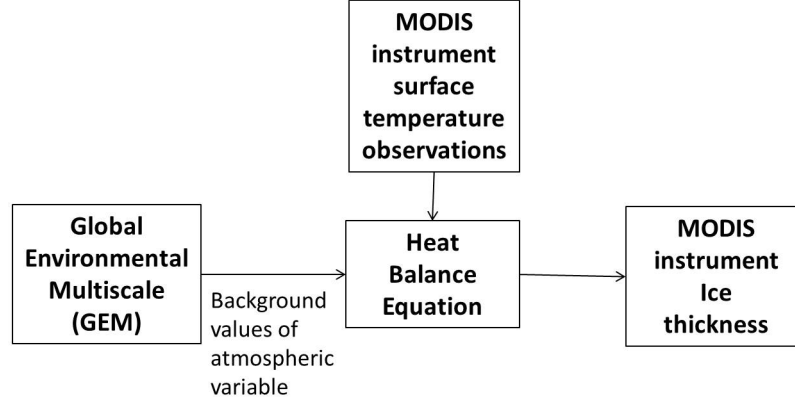 MODIS
instrument
surface
temperature
observations
Global
Environmental
Multiscale
(GEM)
Background
values of
atmospheric
variable
Heat
Balance
Equation
MODIS
instrument
Ice
thickness